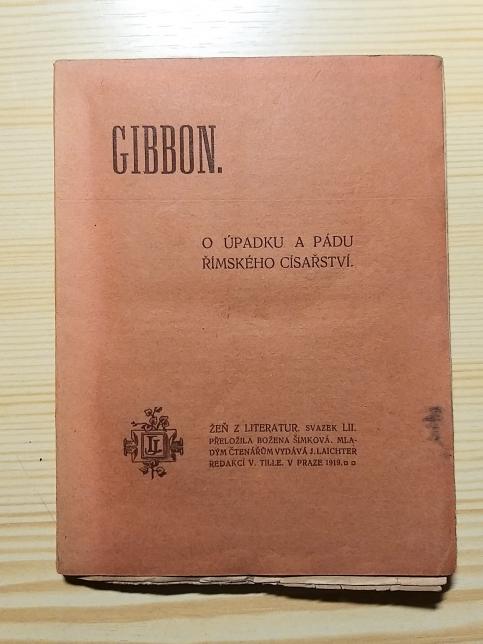 GIBBON.
O ÚPADKU A PÁDU
ŘÍMSKÉHO CÍSAŘSTVÍ.
ŽEŇ Z LITERATUR. SVAZEK LII.
PŘELOŽILA BOŽENA ŠIMKOVÁ. MLA-
DÝM ČTENÁŘŮM VYDÁVÁ J. LAICHTER
REDAKCÍ V. TILLE. V PRAZE 1919.
JL